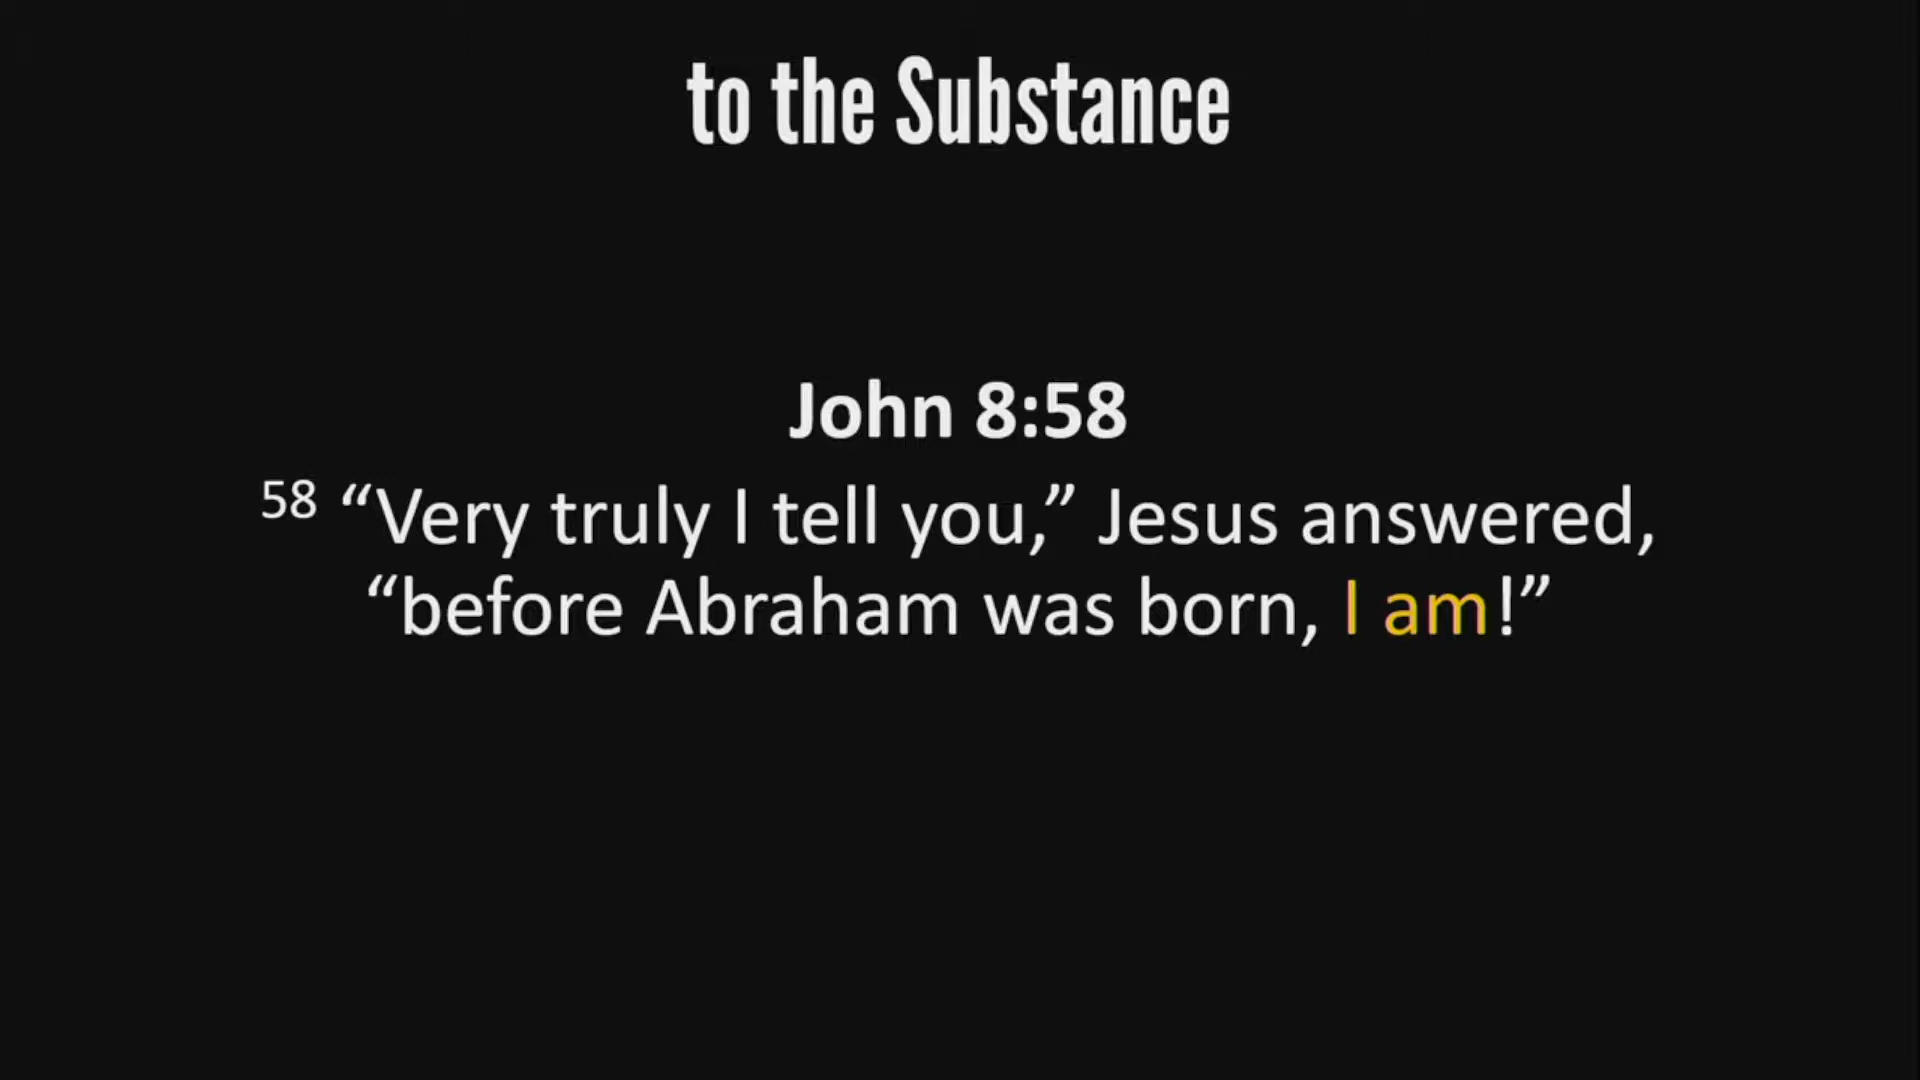 to the Substance
John 8:58
58 “Very truly I tell you,” Jesus answered,
“before Abraham was born, I am!”